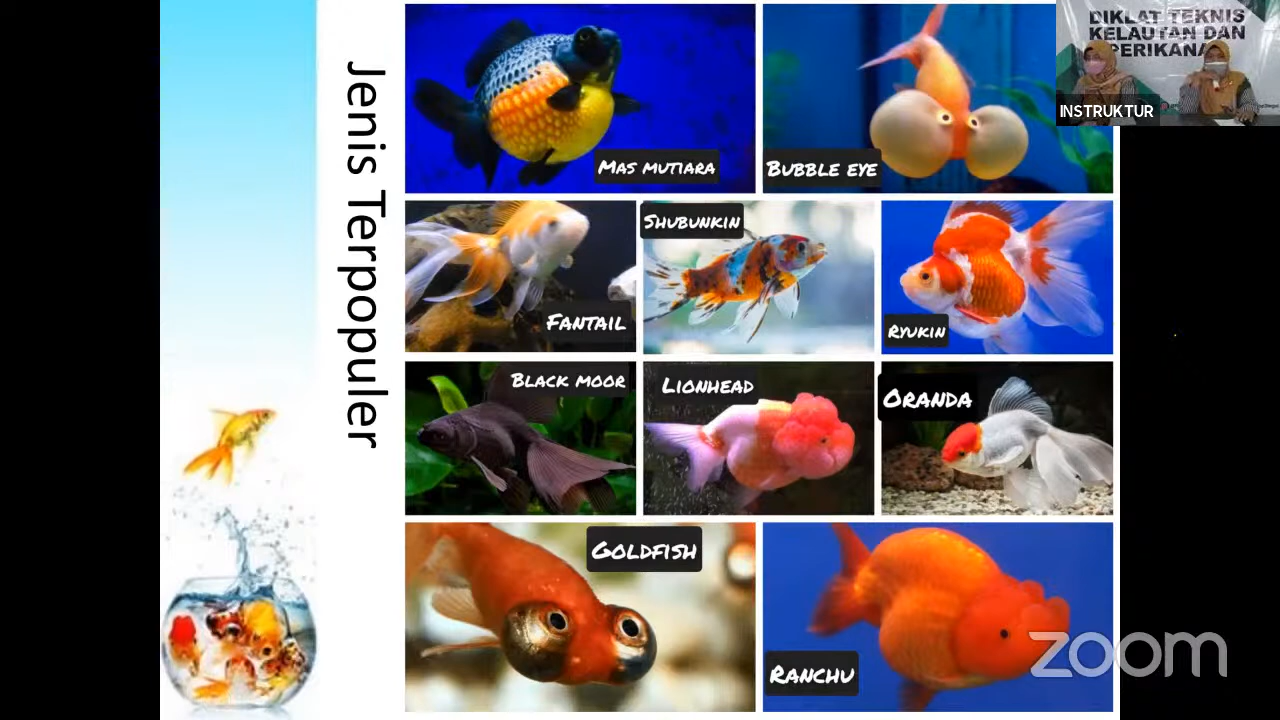 Jenis Terpopuler
MAS MUTIARA
BUBBLE EYE
FANTAIL
SHUBUNKIN
RYUKIN
BLACK MOOR
LIONHEAD
ORANDA
GOLDFISH
RANCHU
DIKLAT TEKNIS
KELAUTAN DAN
PERIKANA
INSTRUKTUR
zoom